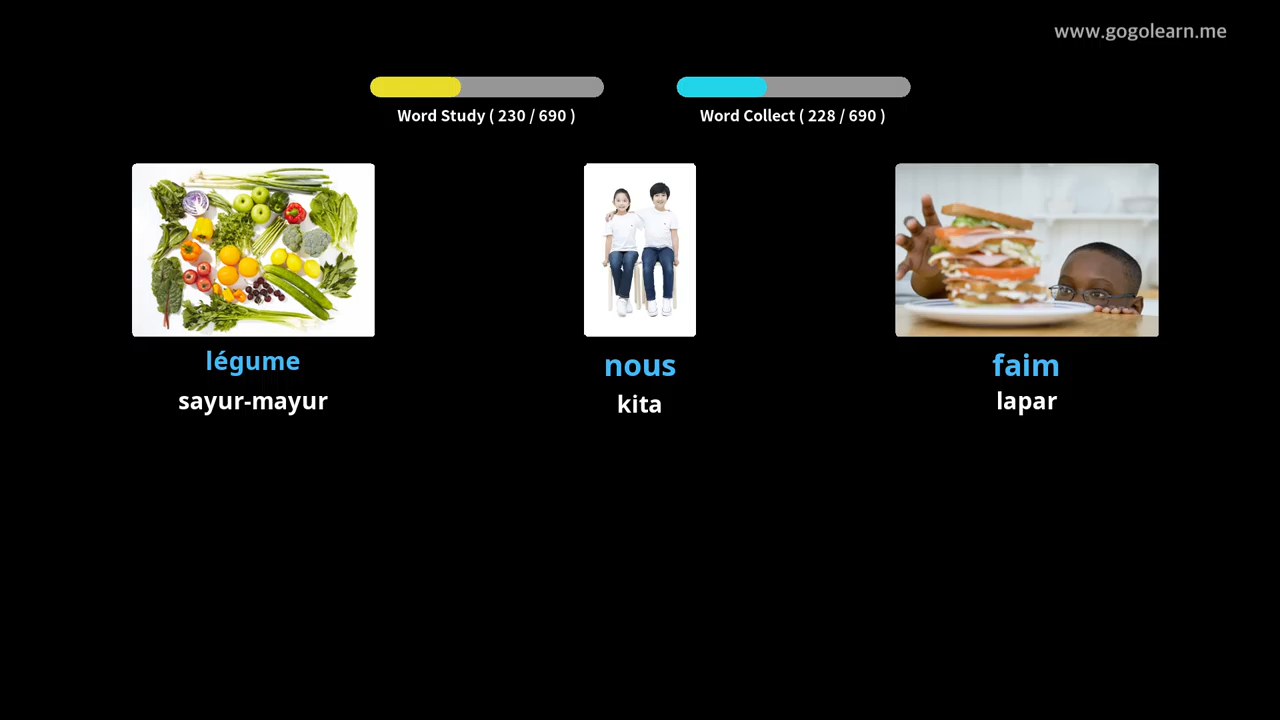 www.gogolearn.me
Word Study ( 230 / 690 )
Word Collect ( 228 / 690 )
légume
nous
faim
sayur-mayur
kita
lapar